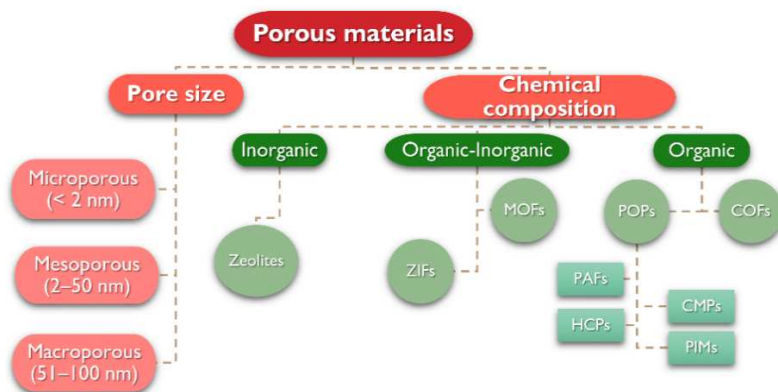 Porous materials
Pore size
Chemical
composition
Inorganic
Organic-Inorganic
Organic
Microporous
(< 2 nm)
Mesoporous
(2–50 nm)
Macroporous
(51–100 nm)
Zeolites
MOFs
ZIFs
POPs
COFs
PAFs
CMPs
HCPs
PIMs